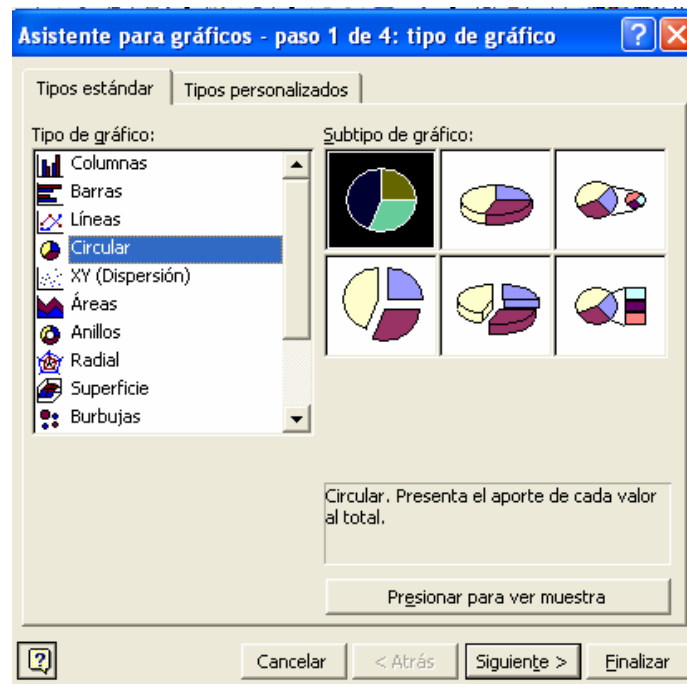 Asistente para gráficos - paso 1 de 4: tipo de gráfico
Tipos estándar
Tipos personalizados
Tipo de gráfico:
Subtipo de gráfico:
Columnas
Barras
Líneas
Circular
XY (Dispersión)
Áreas
Anillos
Radial
Superficie
Burbujas
Circular. Presenta el aporte de cada valor
al total.
Presionar para ver muestra
Cancelar
< Atrás
Siguiente >
Finalizar